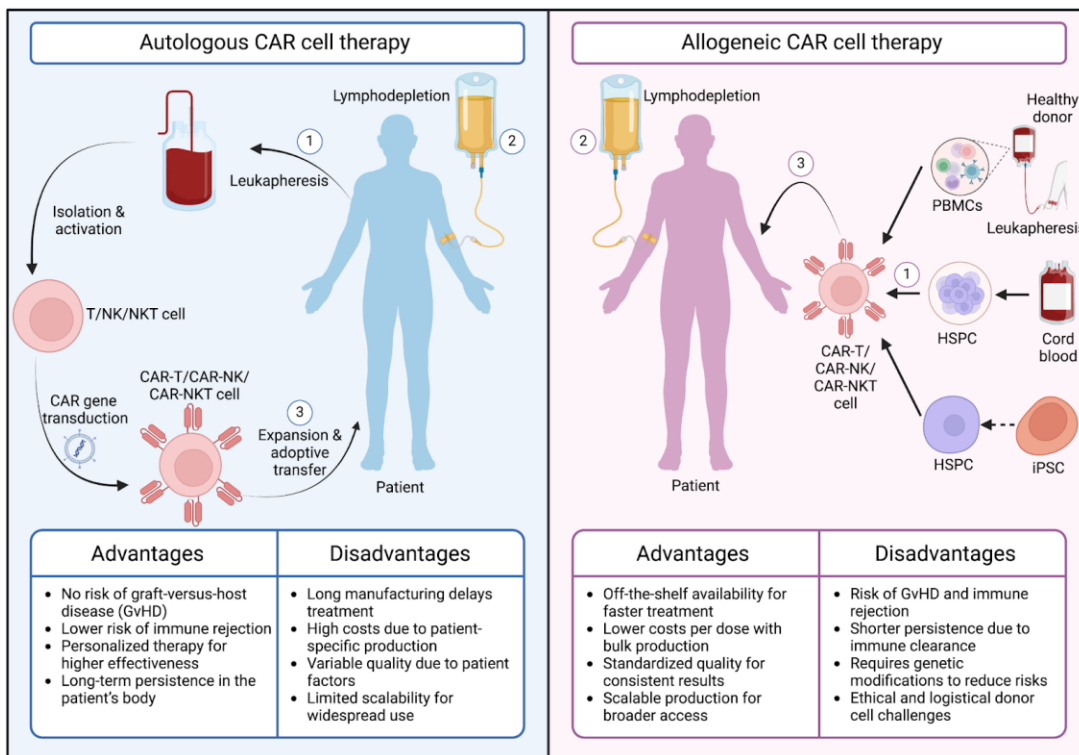 Autologous CAR cell therapy
Lymphodepletion
1
2
Leukapheresis
Isolation &
activation
T/NK/NKT cell
CAR gene
transduction
CAR-T/CAR-NK/
CAR-NKT cell
3
Expansion &
adoptive
transfer
Patient
Advantages
• No risk of graft-versus-host
disease (GvHD)
• Lower risk of immune rejection
• Personalized therapy for
higher effectiveness
• Long-term persistence in the
patient's body
Disadvantages
• Long manufacturing delays
treatment
• High costs due to patient-
specific production
• Variable quality due to patient
factors
• Limited scalability for
widespread use
Allogeneic CAR cell therapy
Lymphodepletion
2
3
Healthy
donor
PBMCs
Leukapheresis
1
HSPC
Cord
blood
CAR-T/
CAR-NK/
CAR-NKT
cell
HSPC
iPSC
Patient
Advantages
• Off-the-shelf availability for
faster treatment
• Lower costs per dose with
bulk production
• Standardized quality for
consistent results
• Scalable production for
broader access
Disadvantages
• Risk of GvHD and immune
rejection
• Shorter persistence due to
immune clearance
• Requires genetic
modifications to reduce risks
• Ethical and logistical donor
cell challenges